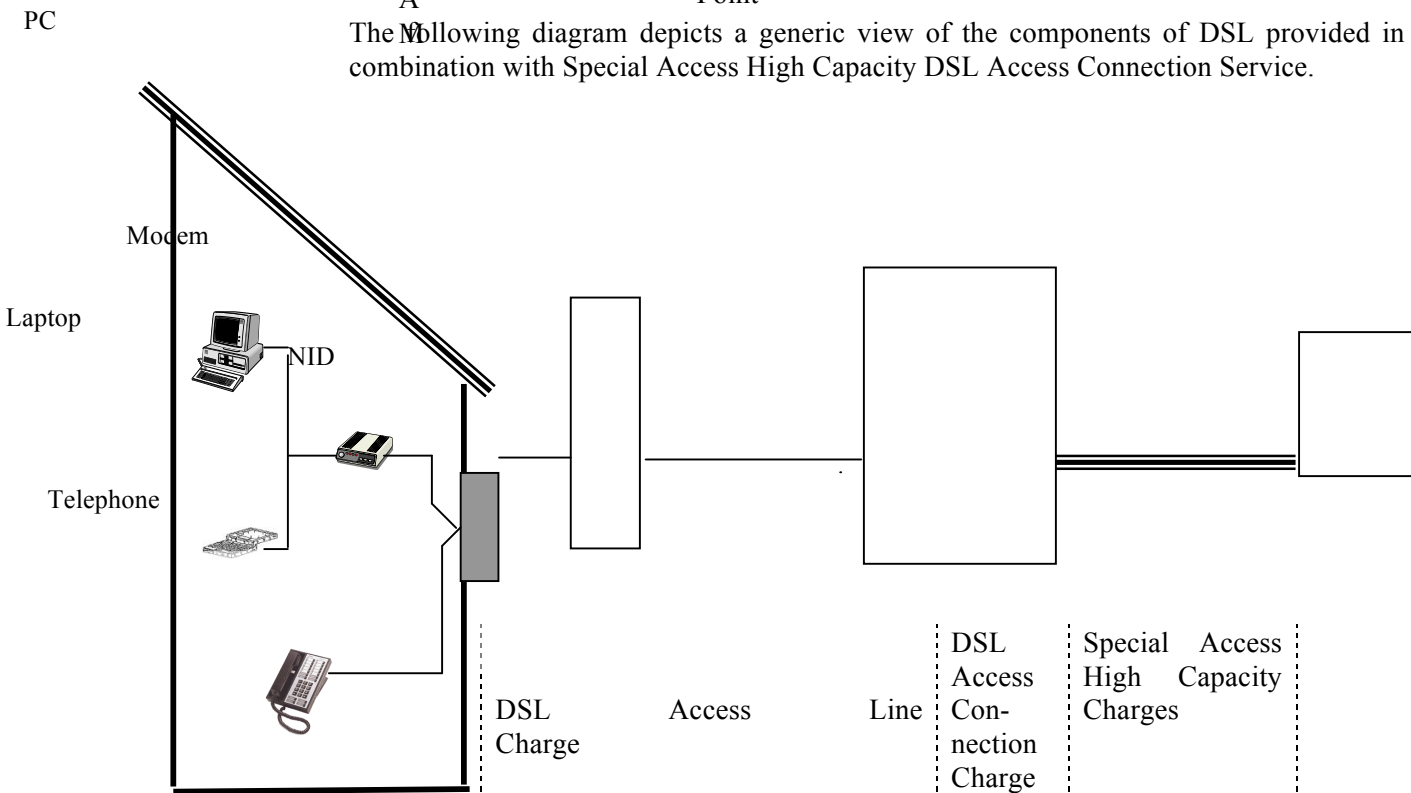 A
Point
PC
M
The following diagram depicts a generic view of the components of DSL provided in
combination with Special Access High Capacity DSL Access Connection Service.
Modem
Laptop
NID
Telephone
DSL Access Line
Charge
DSL
Access
Con-
nection
Charge
Special Access
High Capacity
Charges